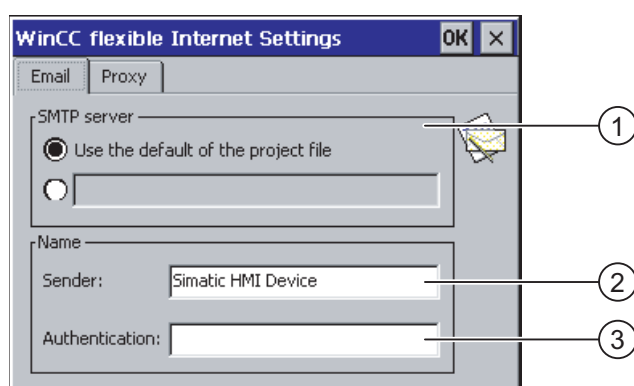 WinCC flexible Internet Settings OK ×
Email Proxy
SMTP server
1
Use the default of the project file
Name
Sender: Simatic HMI Device
2
Authentication:
3